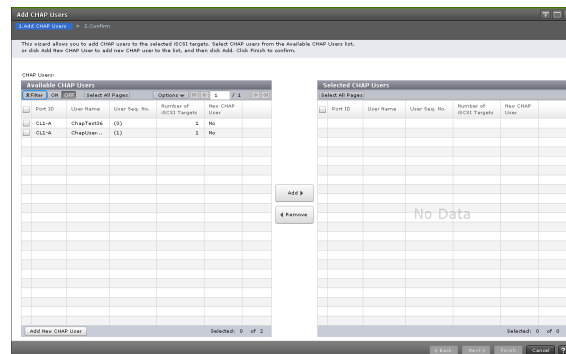 Add CHAP Users
1.Add CHAP Users > 2.Confirm
This wizard allows you to add CHAP users to the selected iSCSI targets. Select CHAP users from the Available CHAP Users list,
or click Add New CHAP User to add new CHAP user to the list, and then click Add. Click Finish to confirm.
CHAP Users:
Available CHAP Users
Filter ON OFF Select All Pages Options 1 / 1
Port ID User Name User Seq. No. Number of iSCSI Targets New CHAP User
CL1-A ChapTest36 (0) 1 No
CL1-A ChapUser... (1) 1 No
Add New CHAP User Selected: 0 of 2
Add
Remove
Selected CHAP Users
Select All Pages
Port ID User Name User Seq. No. Number of iSCSI Targets New CHAP User
No Data
Selected: 0 of 0
Back Next Finish Cancel ?